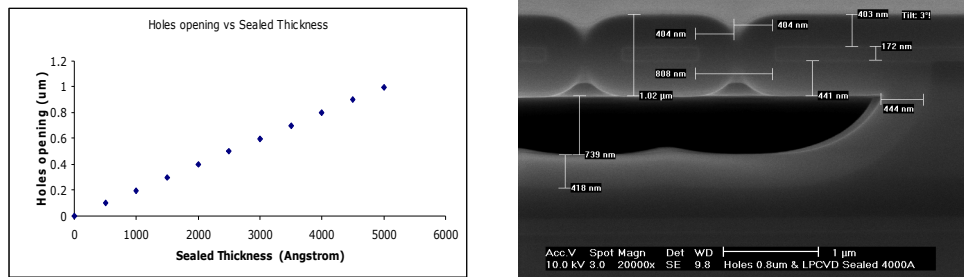 Holes opening vs Sealed Thickness
Holes opening (um)
1.2
1
0.8
0.6
0.4
0.2
0
0 1000 2000 3000 4000 5000 6000
Sealed Thickness (Angstrom)
404 nm
404 nm
403 nm
Tilt: 3°!
172 nm
808 nm
1.02 µm
441 nm
444 nm
739 nm
418 nm
Acc.V Spot Magn Det WD 1 µm
10.0 kV 3.0 20000x SE 9.8 Holes 0.8um & LPCVD Sealed 4000A